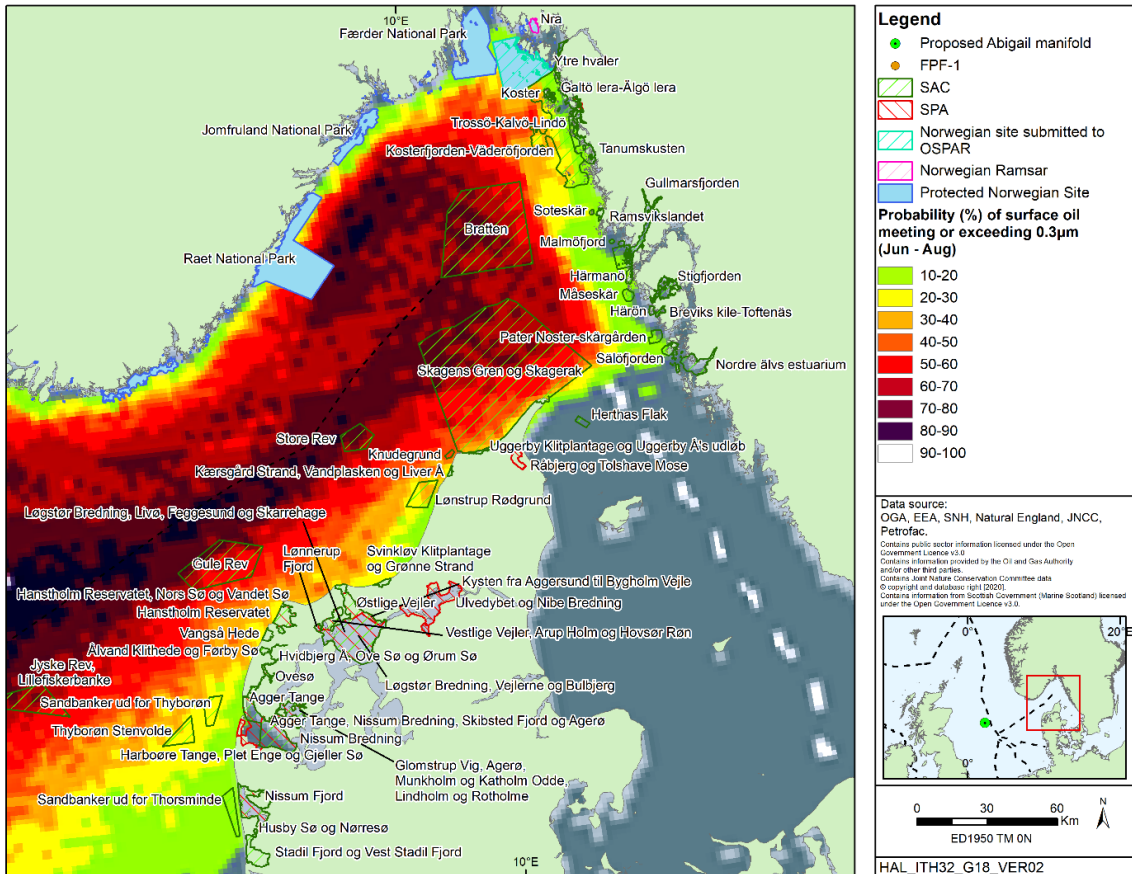 10°E
Færder National Park
Nra
Ytre hvaler
Koster
Galtö lera-Älgö lera
Trossö-Kalvö-Lindö
Jomfruland National Park
Kosterfjorden-Väderöfjorden
Tanumskusten
Gullmarsfjorden
Soteskär
Ramsvikslandet
Bratten
Malmöfjord
Raet National Park
Härmanö
Stigfjorden
Måseskär
Härön
Breviks kile-Toftenäs
Pater Noster-skärgården
Sälöfjorden
Nordre älvs estuarium
Skagens Gren og Skagerak
Herthas Flak
Store Rev
Uggerby Klitplantage og Uggerby Å's udløb
Knudegrund
Råbjerg og Tolshave Mose
Kærsgård Strand, Vandplasken og Liver Å
Lønstrup Rødgrund
Løgstør Bredning, Livø, Feggesund og Skarrehage
Lønnerup
Fjord
Svinkløv Klitplantage
og Grønne Strand
Gule Rev
Kysten fra Aggersund til Bygholm Vejle
Hanstholm Reservatet, Nors Sø og Vandet Sø
Østlige Vejler
Ulvedybet og Nibe Bredning
Hanstholm Reservatet
Vangså Hede
Vestlige Vejler, Arup Holm og Hovsør Røn
Ålvand Klithede og Førby Sø
Hvidbjerg Å, Ove Sø og Ørum Sø
Jyske Rev,
Lillefiskerbanke
Ovesø
Løgstør Bredning, Vejlerne og Bulbjerg
Sandbanker ud for Thyborøn
Agger Tange
Agger Tange, Nissum Bredning, Skibsted Fjord og Agerø
Thyborøn Stenvolde
Nissum Bredning
Harboøre Tange, Plet Enge og Gjeller Sø
Glomstrup Vig, Agerø,
Munkholm og Katholm Odde,
Lindholm og Rotholme
Sandbanker ud for Thorsminde
Nissum Fjord
Husby Sø og Nørresø
Stadil Fjord og Vest Stadil Fjord
10°E
Legend
Proposed Abigail manifold
FPF-1
SAC
SPA
Norwegian site submitted to
OSPAR
Norwegian Ramsar
Protected Norwegian Site
Probability (%) of surface oil
meeting or exceeding 0.3µm
(Jun - Aug)
10-20
20-30
30-40
40-50
50-60
60-70
70-80
80-90
90-100
Data source:
OGA, EEA, SNH, Natural England, JNCC,
Petrofac.
Contains public sector information licensed under the Open
Government Licence v3.0
Contains information provided by the Oil and Gas Authority
and/or other third parties.
Contains Joint Nature Conservation Committee data
© copyright and database right [2020].
Contains information from Scottish Government (Marine Scotland) licensed
under the Open Government Licence v3.0.
0°
20°E
0°
0 30 60
Km
N
ED1950 TM 0N
HAL_ITH32_G18_VER02